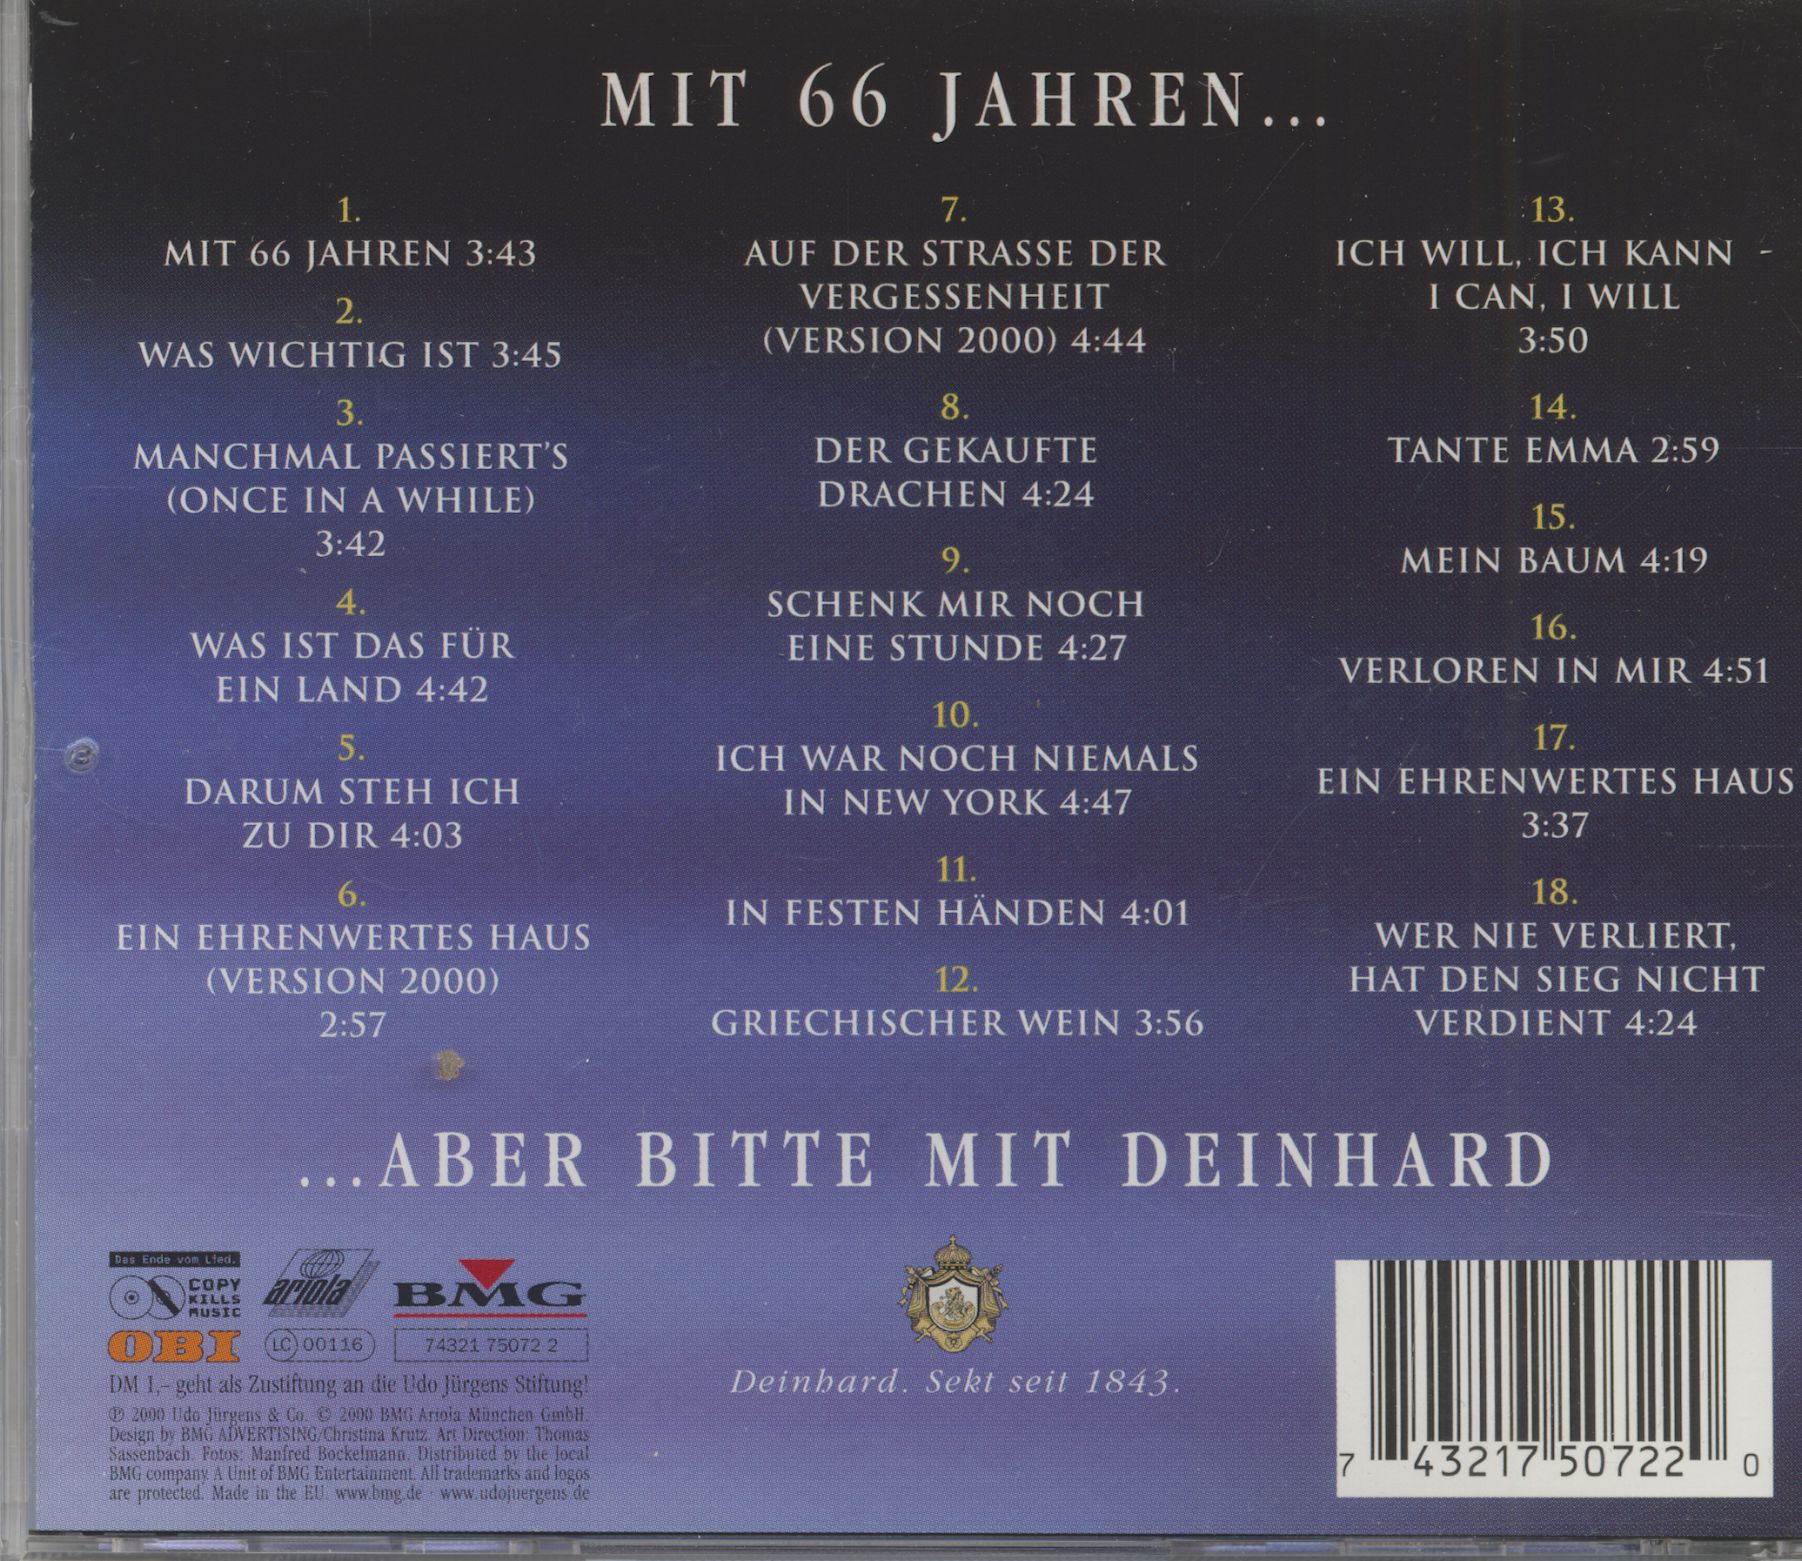 MIT 66 JAHREN...
1.
MIT 66 JAHREN 3:43
2.
WAS WICHTIG IST 3:45
3.
MANCHMAL PASSIERT'S
(ONCE IN A WHILE)
3:42
4.
WAS IST DAS FÜR
EIN LAND 4:42
5.
DARUM STEH ICH
ZU DIR 4:03
6.
EIN EHRENWERTES HAUS
(VERSION 2000)
2:57
7.
AUF DER STRASSE DER
VERGESSENHEIT
(VERSION 2000) 4:44
8.
DER GEKAUFTE
DRACHEN 4:24
9.
SCHENK MIR NOCH
EINE STUNDE 4:27
10.
ICH WAR NOCH NIEMALS
IN NEW YORK 4:47
11.
IN FESTEN HÄNDEN 4:01
12.
GRIECHISCHER WEIN 3:56
13.
ICH WILL, ICH KANN -
I CAN, I WILL
3:50
14.
TANTE EMMA 2:59
15.
MEIN BAUM 4:19
16.
VERLOREN IN MIR 4:51
17.
EIN EHRENWERTES HAUS
3:37
18.
WER NIE VERLIERT,
HAT DEN SIEG NICHT
VERDIENT 4:24
...ABER BITTE MIT DEINHARD
Das Ende vom Lied.
COPY
KILLS
MUSIC
ariola
BMG
OBI
LC 00116
74321 75072 2
DM 1,- geht als Zustiftung an die Udo Jürgens Stiftung!
℗ 2000 Udo Jürgens & Co. © 2000 BMG Ariola München GmbH.
Design by BMG ADVERTISING/Christina Krutz. Art Direction: Thomas
Sassenbach. Fotos: Manfred Bockelmann. Distributed by the local
BMG company. A Unit of BMG Entertainment. All trademarks and logos
are protected. Made in the EU. www.bmg.de · www.udojuergens.de
Deinhard. Sekt seit 1843.
7 43217 50722 0